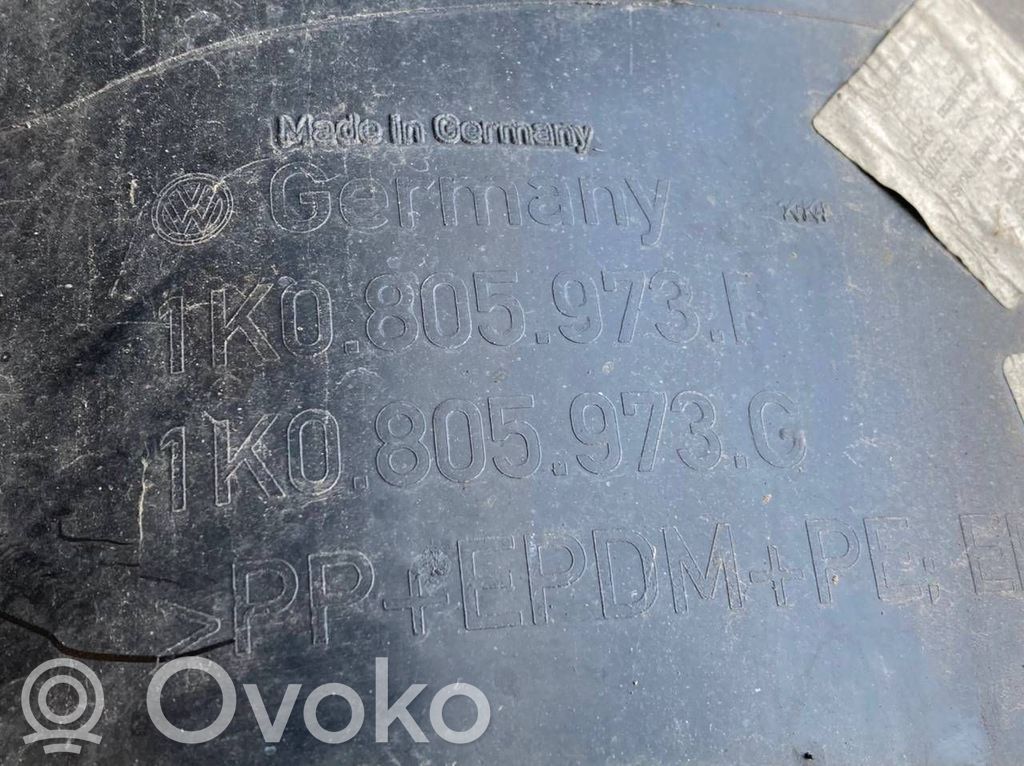 Made in Germany
Germany
1K0.805.973.F
1K0.805.973.G
>PP+EPDM+PE,E
Ovoko